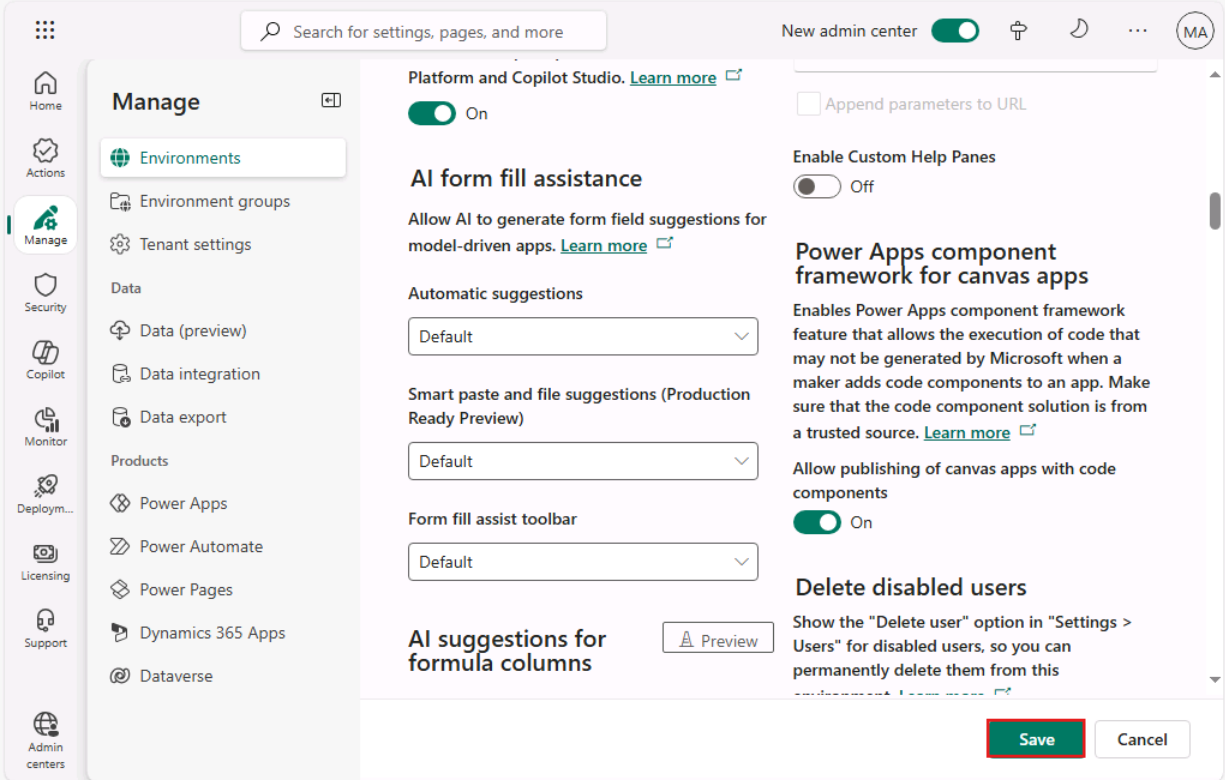 Search for settings, pages, and more
New admin center
MA
Home
Actions
Manage
Security
Copilot
Monitor
Deploym...
Licensing
Support
Admin
centers
Manage
Environments
Environment groups
Tenant settings
Data
Data (preview)
Data integration
Data export
Products
Power Apps
Power Automate
Power Pages
Dynamics 365 Apps
Dataverse
Platform and Copilot Studio. Learn more
On
AI form fill assistance
Allow AI to generate form field suggestions for
model-driven apps. Learn more
Automatic suggestions
Default
Smart paste and file suggestions (Production
Ready Preview)
Default
Form fill assist toolbar
Default
AI suggestions for
formula columns
Preview
Append parameters to URL
Enable Custom Help Panes
Off
Power Apps component
framework for canvas apps
Enables Power Apps component framework
feature that allows the execution of code that
may not be generated by Microsoft when a
maker adds code components to an app. Make
sure that the code component solution is from
a trusted source. Learn more
Allow publishing of canvas apps with code
components
On
Delete disabled users
Show the "Delete user" option in "Settings >
Users" for disabled users, so you can
permanently delete them from this
environment. Learn more
Save
Cancel